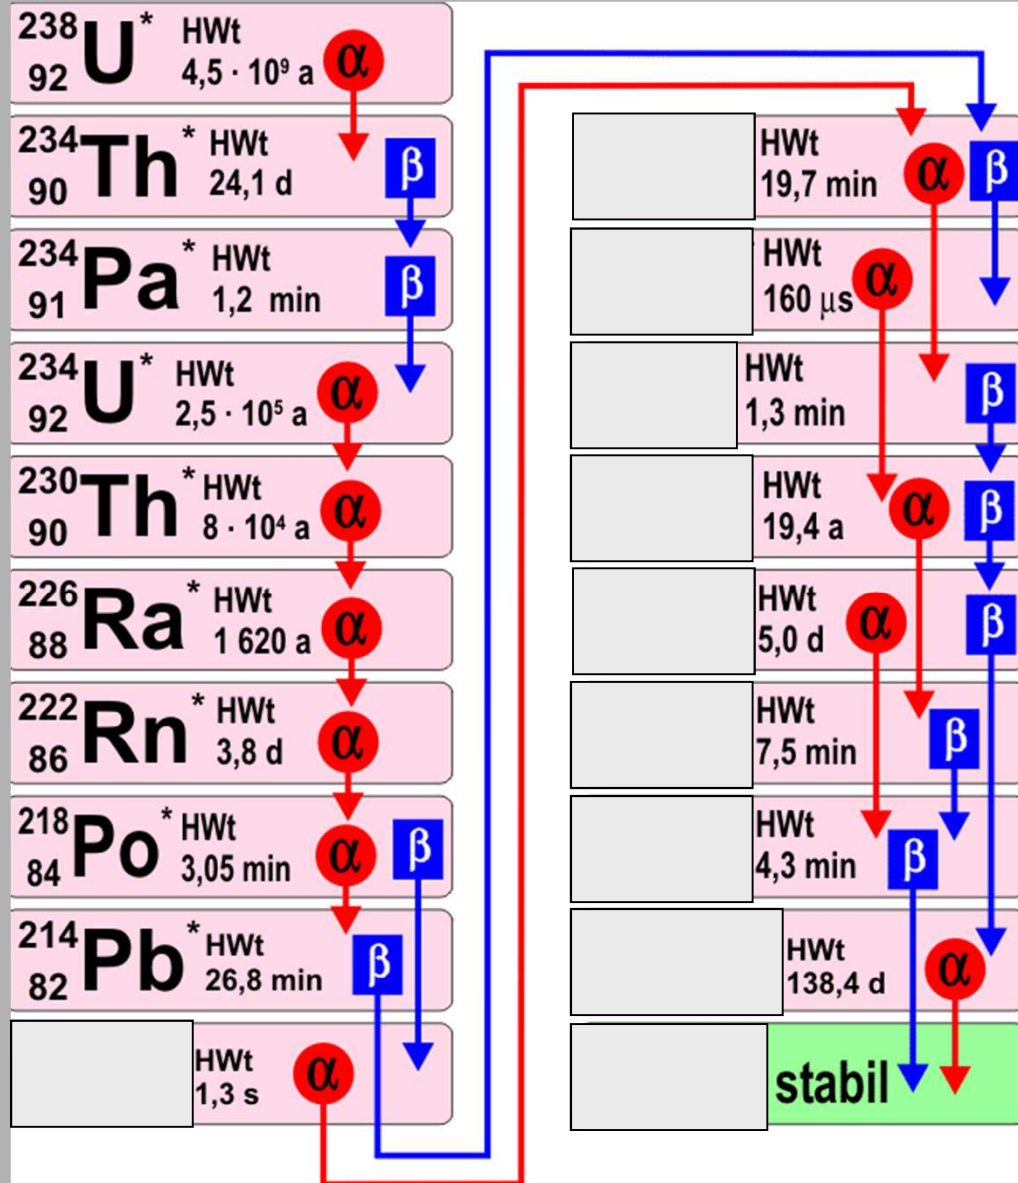 238 U* HWt
92 4,5 · 10⁹ a α
234 Th* HWt
90 24,1 d β
234 Pa* HWt
91 1,2 min β
234 U* HWt
92 2,5 · 10⁵ a α
230 Th* HWt
90 8 · 10⁴ a α
226 Ra* HWt
88 1 620 a α
222 Rn* HWt
86 3,8 d α
218 Po* HWt
84 3,05 min α β
214 Pb* HWt
82 26,8 min β
HWt
1,3 s α
HWt
19,7 min α β
HWt
160 μs α
HWt
1,3 min β
HWt
19,4 a α β
HWt
5,0 d α β
HWt
7,5 min β
HWt
4,3 min β
HWt
138,4 d α
stabil